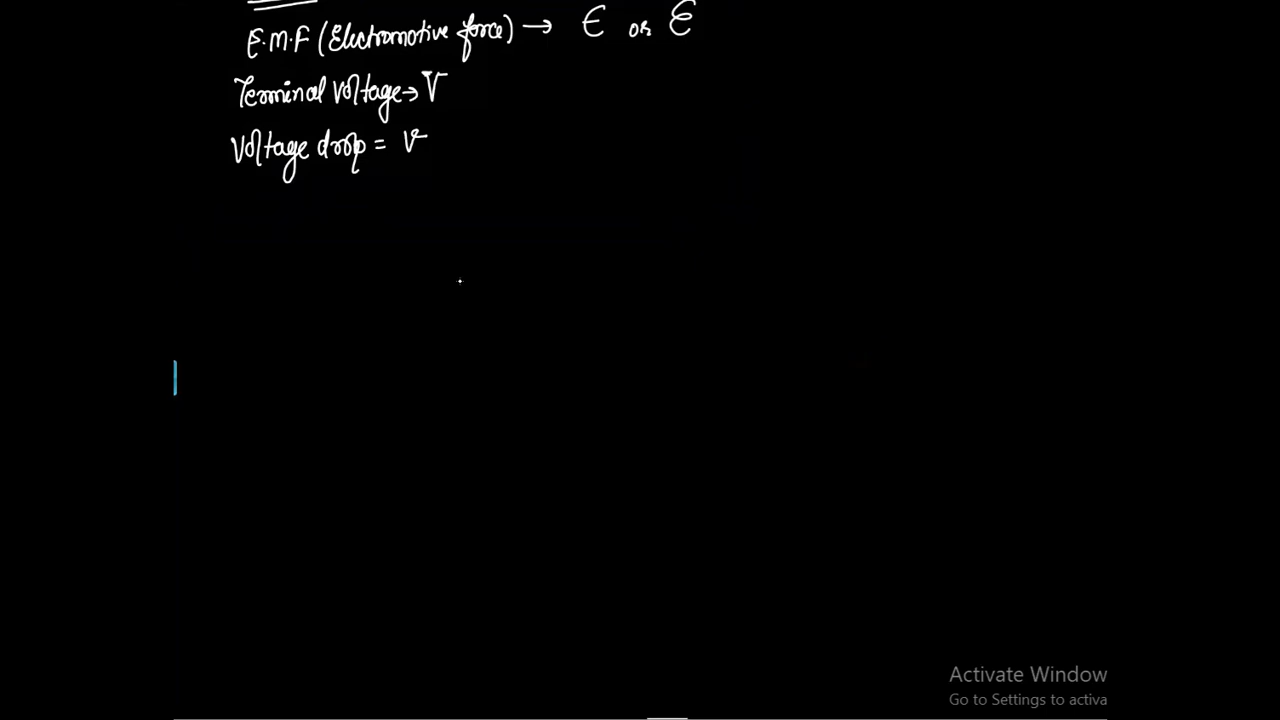 E.M.F (Electromotive force) → ε or ℰ
Terminal Voltage → V
Voltage drop = v
Activate Window
Go to Settings to activa